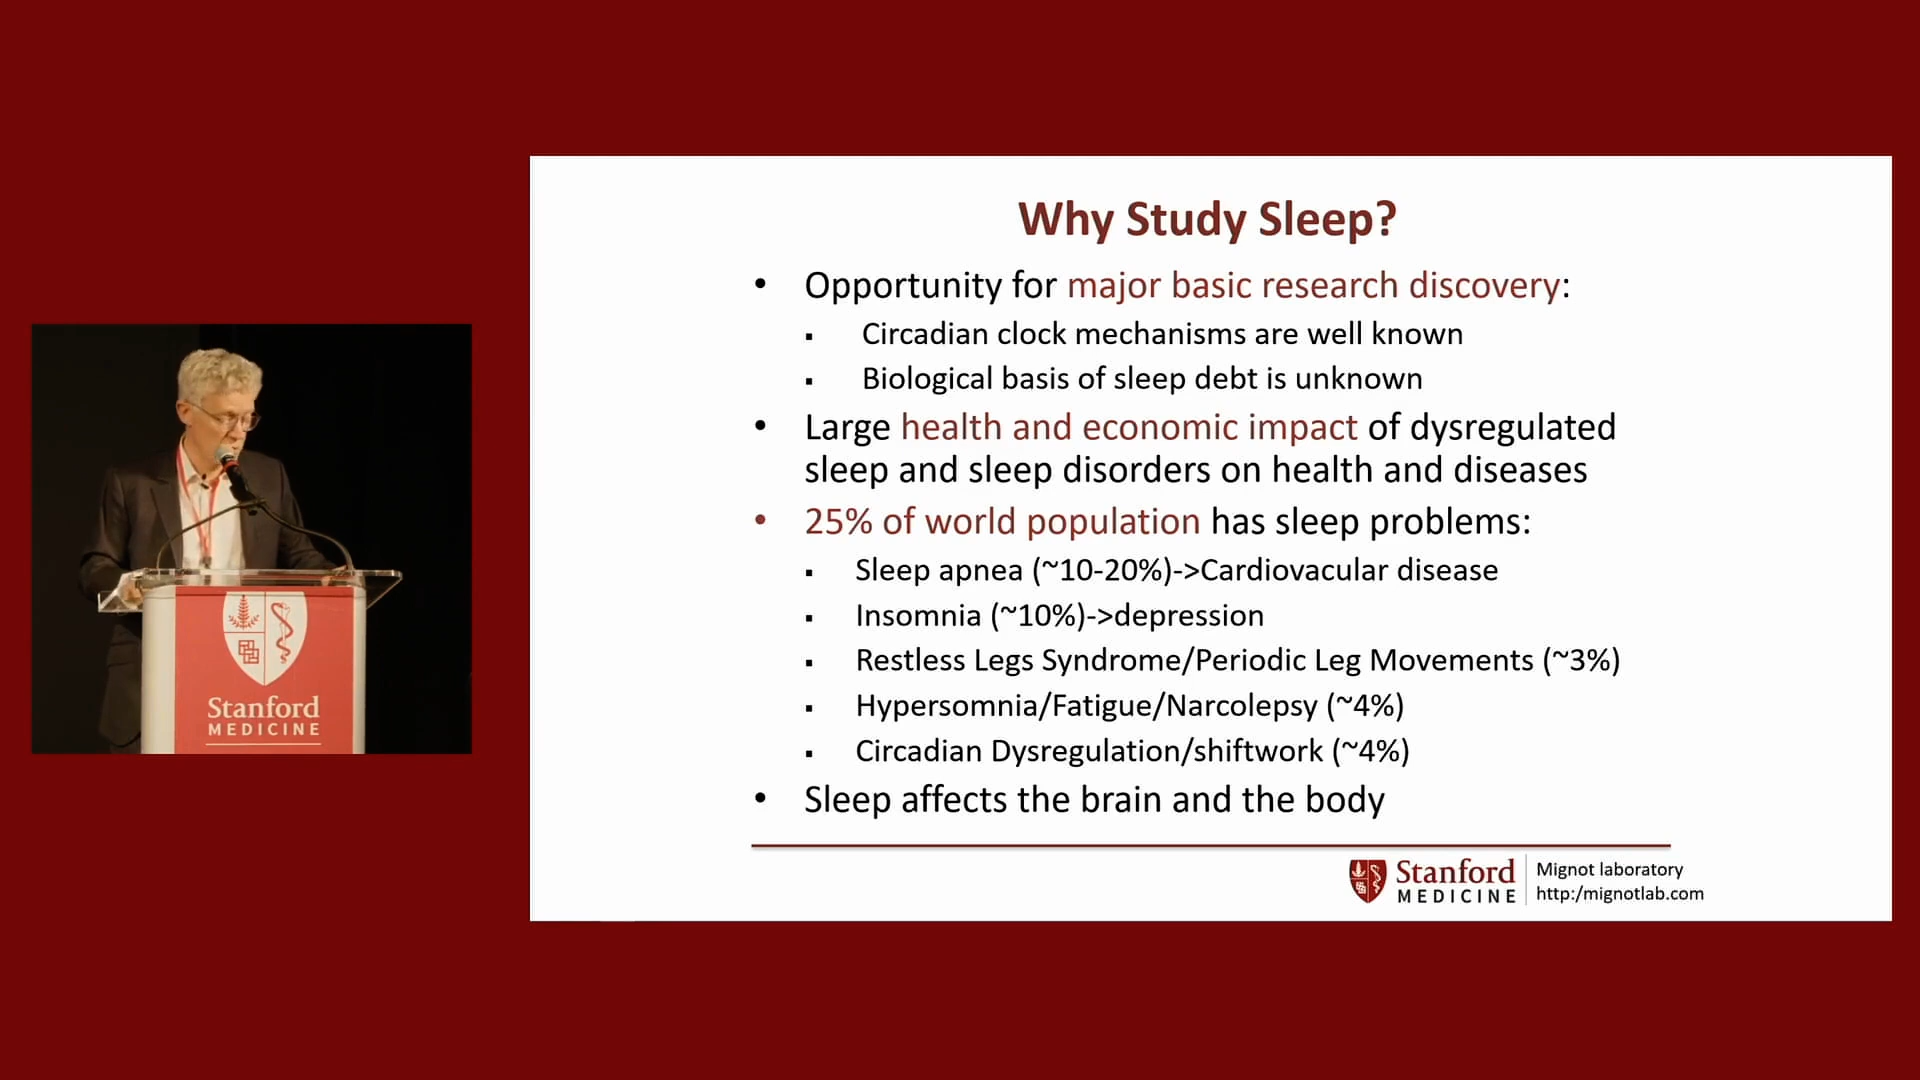 Why Study Sleep?
• Opportunity for major basic research discovery:
▪ Circadian clock mechanisms are well known
▪ Biological basis of sleep debt is unknown
• Large health and economic impact of dysregulated
sleep and sleep disorders on health and diseases
• 25% of world population has sleep problems:
▪ Sleep apnea (~10-20%)->Cardiovacular disease
▪ Insomnia (~10%)->depression
▪ Restless Legs Syndrome/Periodic Leg Movements (~3%)
▪ Hypersomnia/Fatigue/Narcolepsy (~4%)
▪ Circadian Dysregulation/shiftwork (~4%)
• Sleep affects the brain and the body
Stanford
MEDICINE
Mignot laboratory
http:/mignotlab.com
Stanford
MEDICINE